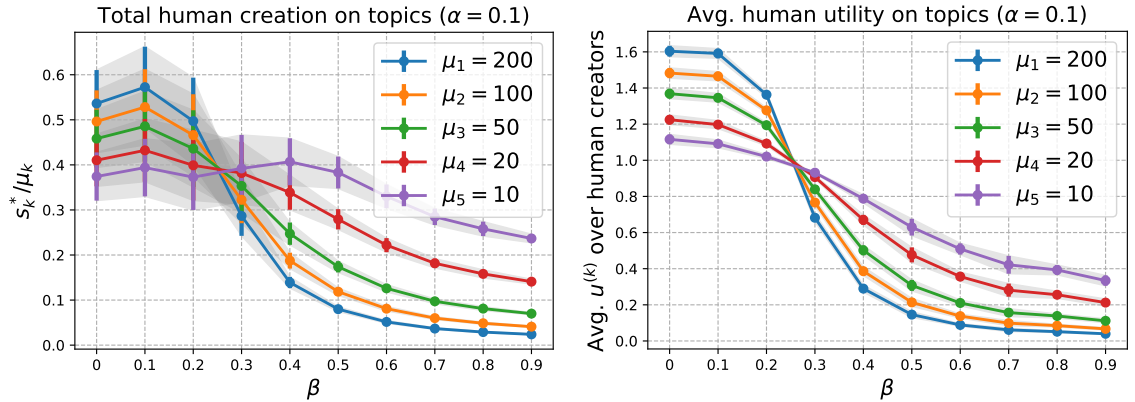 Total human creation on topics (α = 0.1)
s*ₖ/μₖ
0.6
0.5
0.4
0.3
0.2
0.1
0.0
μ₁ = 200
μ₂ = 100
μ₃ = 50
μ₄ = 20
μ₅ = 10
0 0.1 0.2 0.3 0.4 0.5 0.6 0.7 0.8 0.9
β
Avg. human utility on topics (α = 0.1)
Avg. u⁽ᵏ⁾ over human creators
1.6
1.4
1.2
1.0
0.8
0.6
0.4
0.2
0.0
μ₁ = 200
μ₂ = 100
μ₃ = 50
μ₄ = 20
μ₅ = 10
0 0.1 0.2 0.3 0.4 0.5 0.6 0.7 0.8 0.9
β